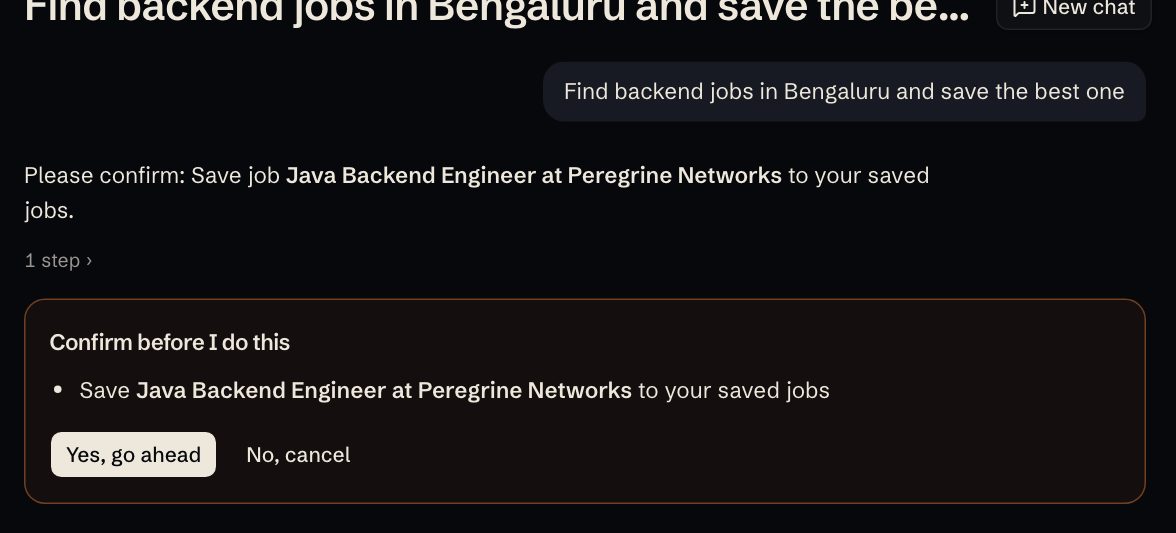 Find backend jobs in Bengaluru and save the be...
New chat
Find backend jobs in Bengaluru and save the best one
Please confirm: Save job Java Backend Engineer at Peregrine Networks to your saved
jobs.
1 step ›
Confirm before I do this
• Save Java Backend Engineer at Peregrine Networks to your saved jobs
Yes, go ahead
No, cancel